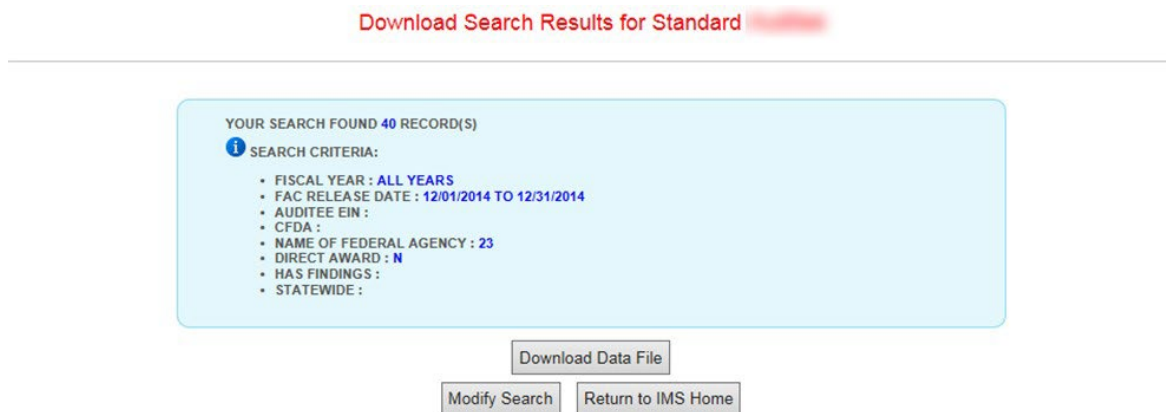 Download Search Results for Standard
YOUR SEARCH FOUND 40 RECORD(S)
SEARCH CRITERIA:
• FISCAL YEAR : ALL YEARS
• FAC RELEASE DATE : 12/01/2014 TO 12/31/2014
• AUDITEE EIN :
• CFDA :
• NAME OF FEDERAL AGENCY : 23
• DIRECT AWARD : N
• HAS FINDINGS :
• STATEWIDE :
Download Data File
Modify Search Return to IMS Home